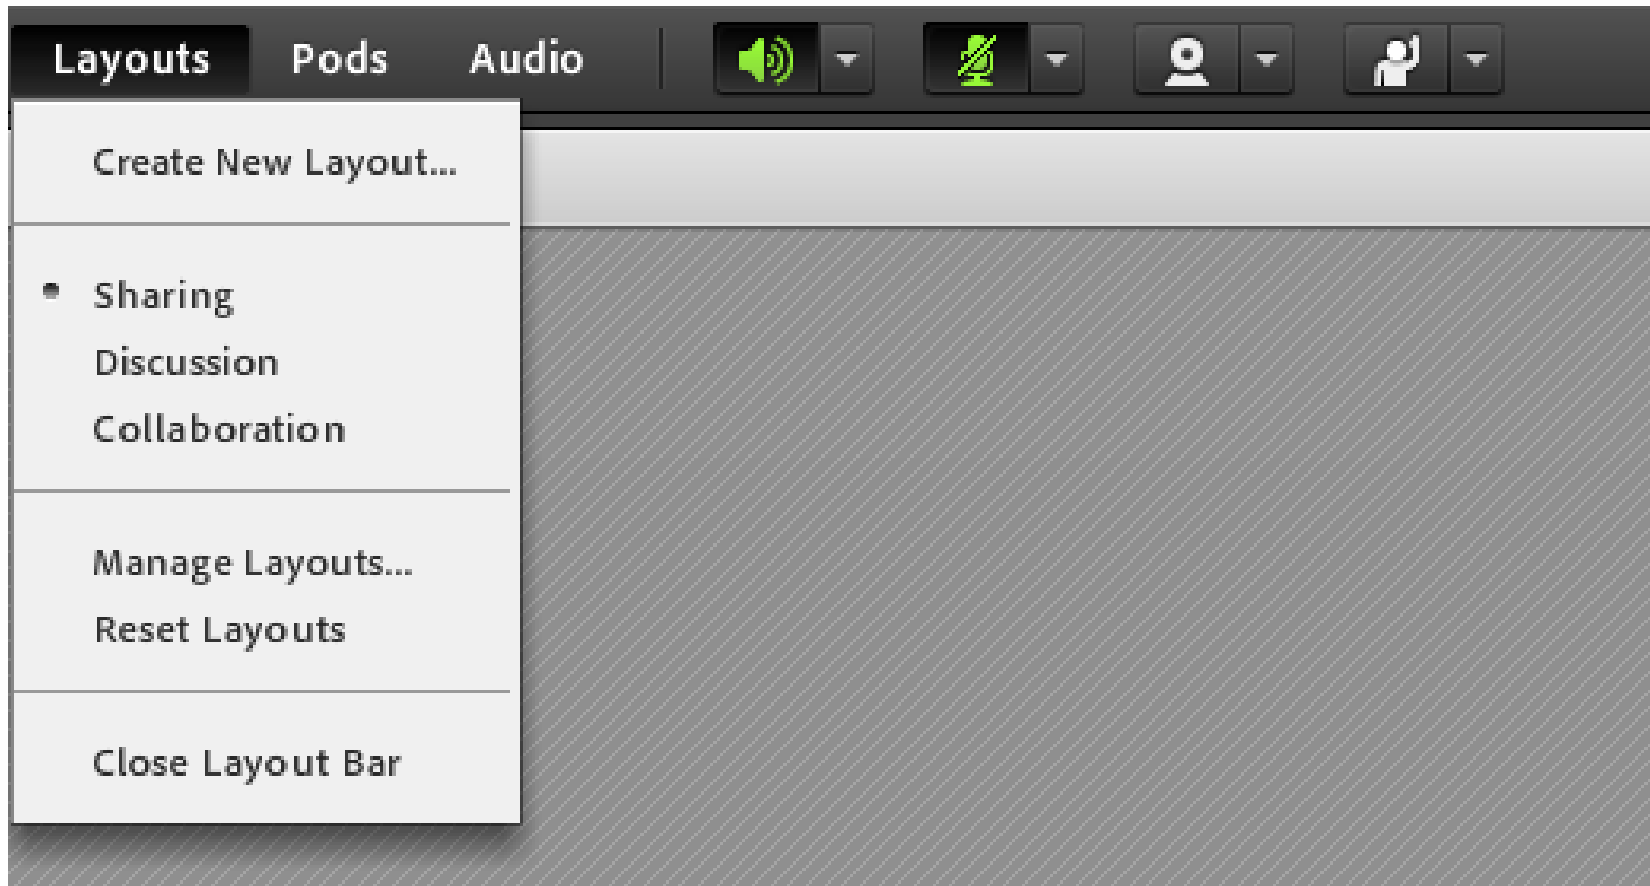 Layouts Pods Audio
Create New Layout...
Sharing
Discussion
Collaboration
Manage Layouts...
Reset Layouts
Close Layout Bar